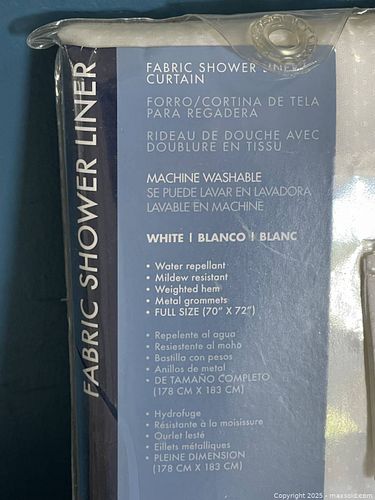 FABRIC SHOWER LINER
FABRIC SHOWER LINER/
CURTAIN
FORRO/CORTINA DE TELA
PARA REGADERA
RIDEAU DE DOUCHE AVEC
DOUBLURE EN TISSU
MACHINE WASHABLE
SE PUEDE LAVAR EN LAVADORA
LAVABLE EN MACHINE
WHITE | BLANCO | BLANC
• Water repellant
• Mildew resistant
• Weighted hem
• Metal grommets
• FULL SIZE (70" X 72")
• Repelente al agua
• Resiestente al moho
• Bastilla con pesos
• Anillos de metal
• DE TAMAÑO COMPLETO
(178 CM X 183 CM)
• Hydrofuge
• Résistante à la moisissure
• Ourlet lesté
• Eillets métalliques
• PLEINE DIMENSION
(178 CM X 183 CM)
Copyright 2025 - maxsold.com